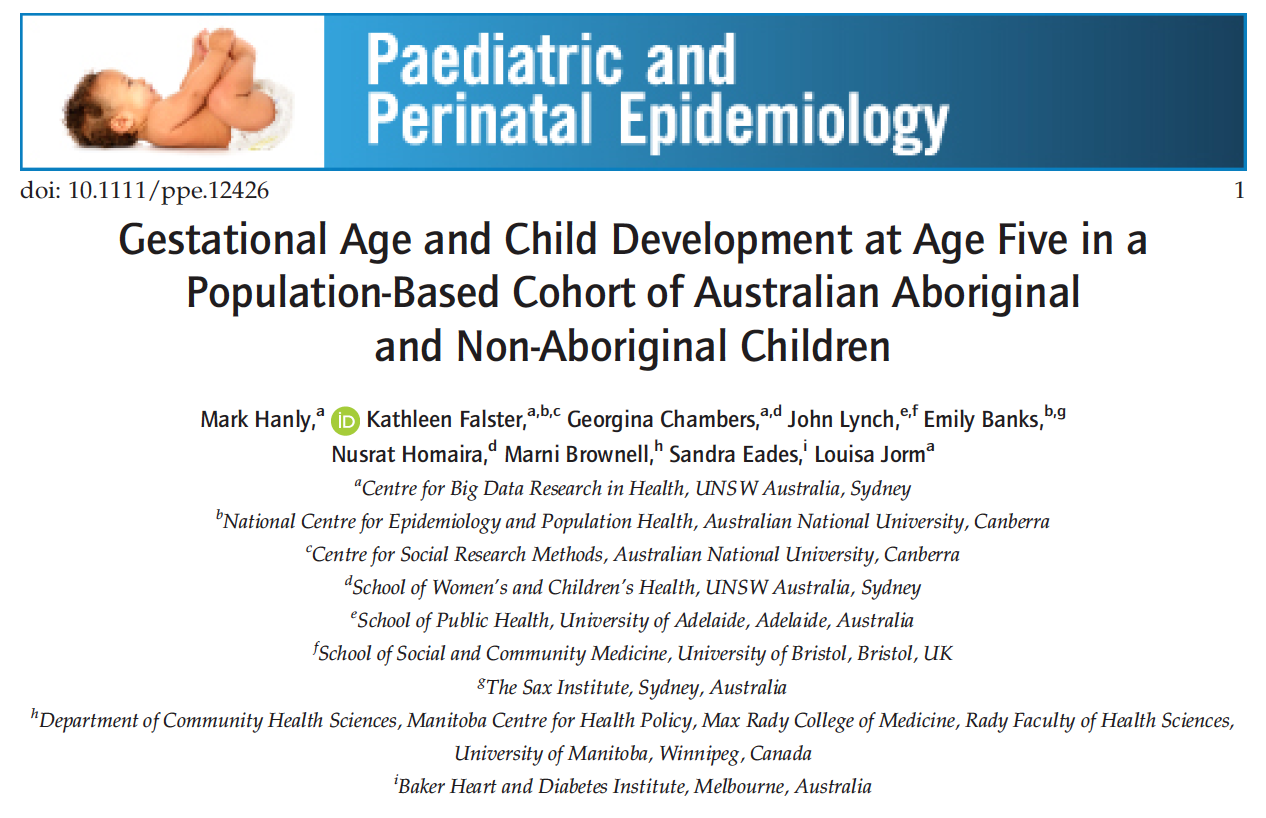 Paediatric and
Perinatal Epidemiology
doi: 10.1111/ppe.12426 1
Gestational Age and Child Development at Age Five in a
Population-Based Cohort of Australian Aboriginal
and Non-Aboriginal Children
Mark Hanly,a iD Kathleen Falster,a,b,c Georgina Chambers,a,d John Lynch,e,f Emily Banks,b,g
Nusrat Homaira,d Marni Brownell,h Sandra Eades,i Louisa Jorma
aCentre for Big Data Research in Health, UNSW Australia, Sydney
bNational Centre for Epidemiology and Population Health, Australian National University, Canberra
cCentre for Social Research Methods, Australian National University, Canberra
dSchool of Women's and Children's Health, UNSW Australia, Sydney
eSchool of Public Health, University of Adelaide, Adelaide, Australia
fSchool of Social and Community Medicine, University of Bristol, Bristol, UK
gThe Sax Institute, Sydney, Australia
hDepartment of Community Health Sciences, Manitoba Centre for Health Policy, Max Rady College of Medicine, Rady Faculty of Health Sciences,
University of Manitoba, Winnipeg, Canada
iBaker Heart and Diabetes Institute, Melbourne, Australia